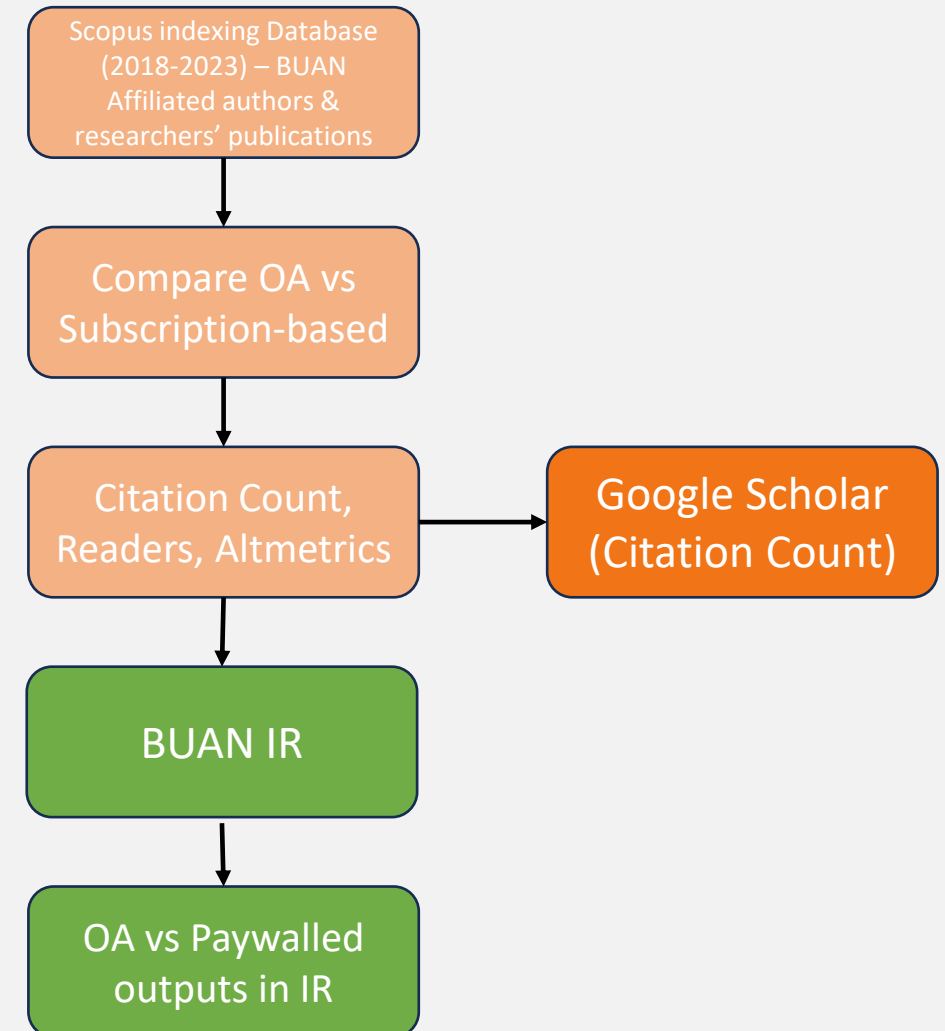 Scopus indexing Database
(2018-2023) – BUAN
Affiliated authors &
researchers’ publications
Compare OA vs
Subscription-based
Citation Count,
Readers, Altmetrics
Google Scholar
(Citation Count)
BUAN IR
OA vs Paywalled
outputs in IR